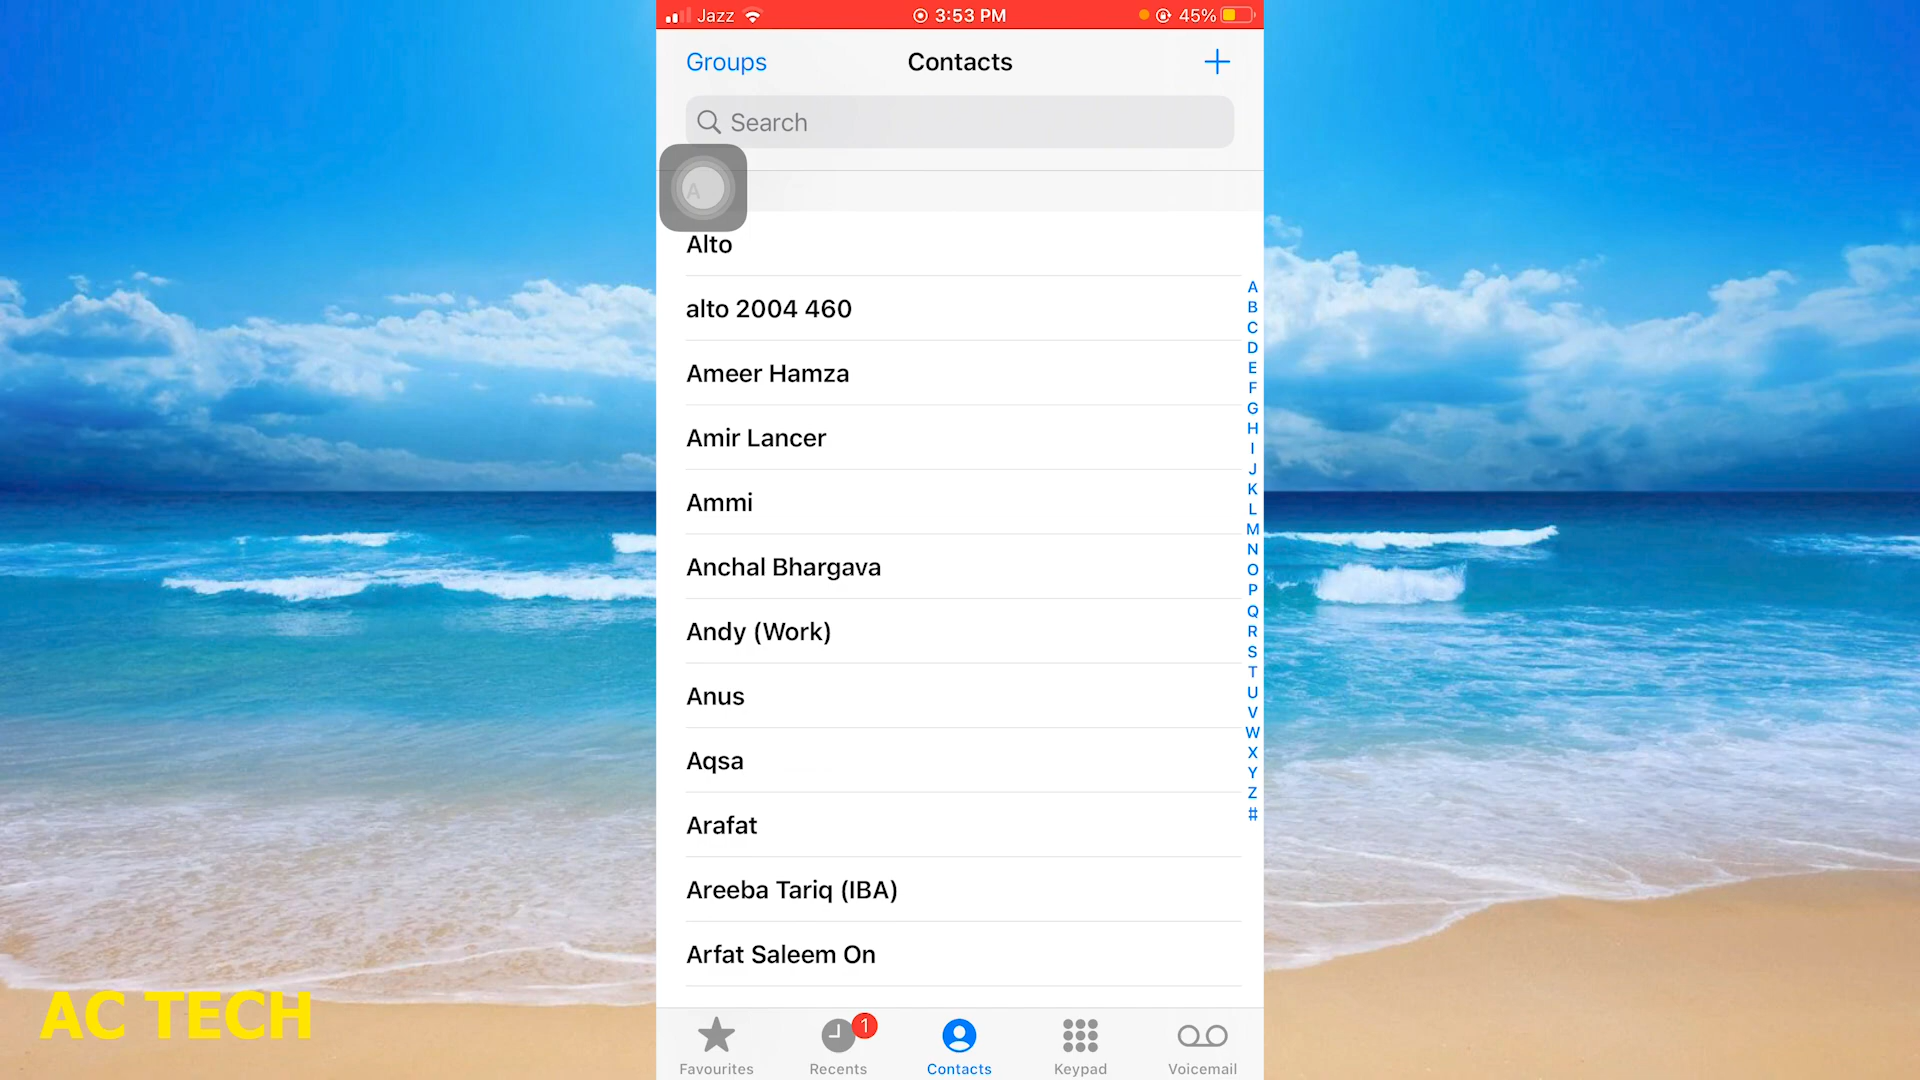 Jazz 3:53 PM 45%
Groups Contacts +
Search
A
Alto
alto 2004 460
Ameer Hamza
Amir Lancer
Ammi
Anchal Bhargava
Andy (Work)
Anus
Aqsa
Arafat
Areeba Tariq (IBA)
Arfat Saleem On
A
B
C
D
E
F
G
H
I
J
K
L
M
N
O
P
Q
R
S
T
U
V
W
X
Y
Z
#
1
Favourites Recents Contacts Keypad Voicemail
AC TECH